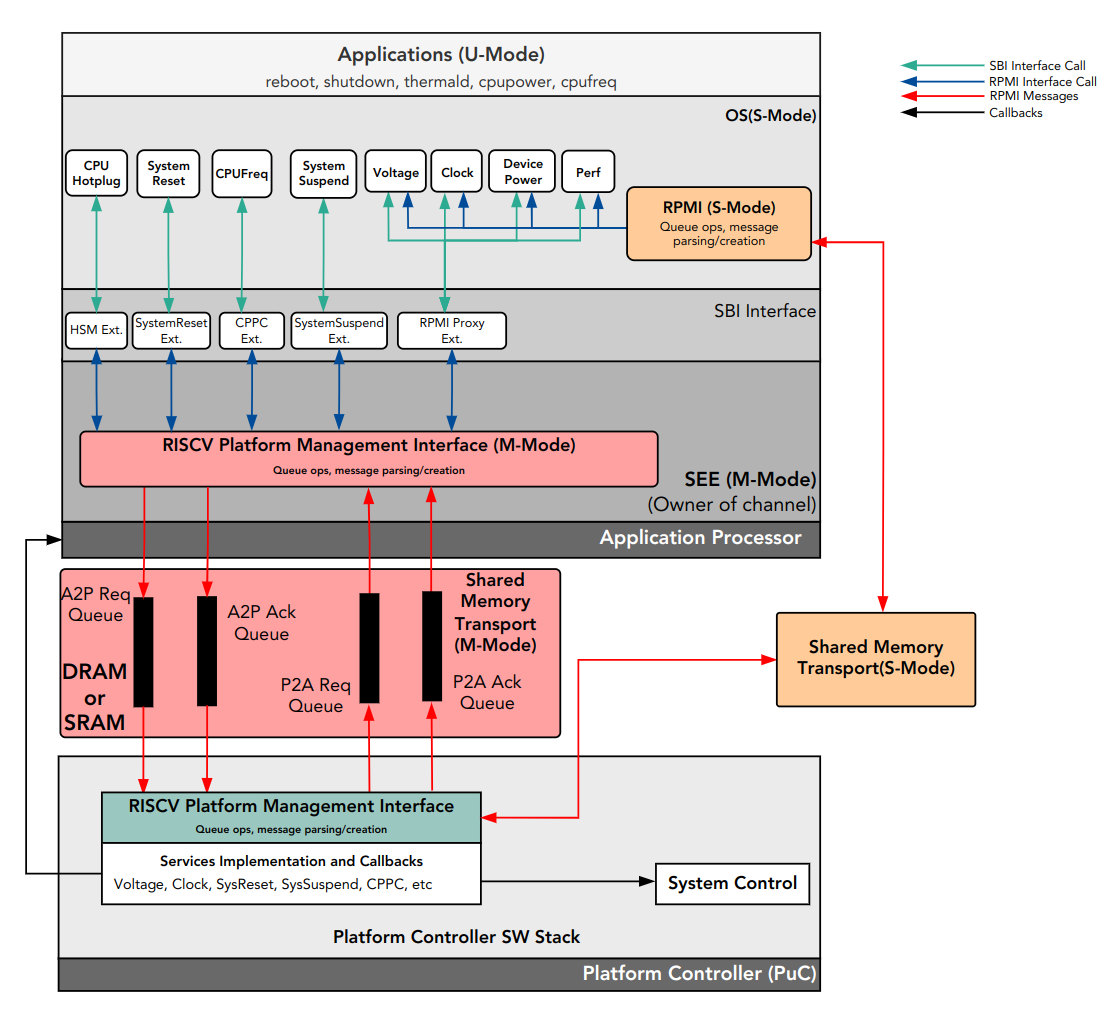 Applications (U-Mode)
reboot, shutdown, thermald, cpupower, cpufreq
SBI Interface Call
RPMI Interface Call
RPMI Messages
Callbacks
OS(S-Mode)
CPU
Hotplug
System
Reset
CPUFreq
System
Suspend
Voltage
Clock
Device
Power
Perf
RPMI (S-Mode)
Queue ops, message
parsing/creation
SBI Interface
HSM Ext.
SystemReset
Ext.
CPPC
Ext.
SystemSuspend
Ext.
RPMI Proxy
Ext.
RISCV Platform Management Interface (M-Mode)
Queue ops, message parsing/creation
SEE (M-Mode)
(Owner of channel)
Application Processor
A2P Req
Queue
A2P Ack
Queue
Shared
Memory
Transport
(M-Mode)
DRAM
or
SRAM
P2A Req
Queue
P2A Ack
Queue
Shared Memory
Transport(S-Mode)
RISCV Platform Management Interface
Queue ops, message parsing/creation
Services Implementation and Callbacks
Voltage, Clock, SysReset, SysSuspend, CPPC, etc
System Control
Platform Controller SW Stack
Platform Controller (PuC)